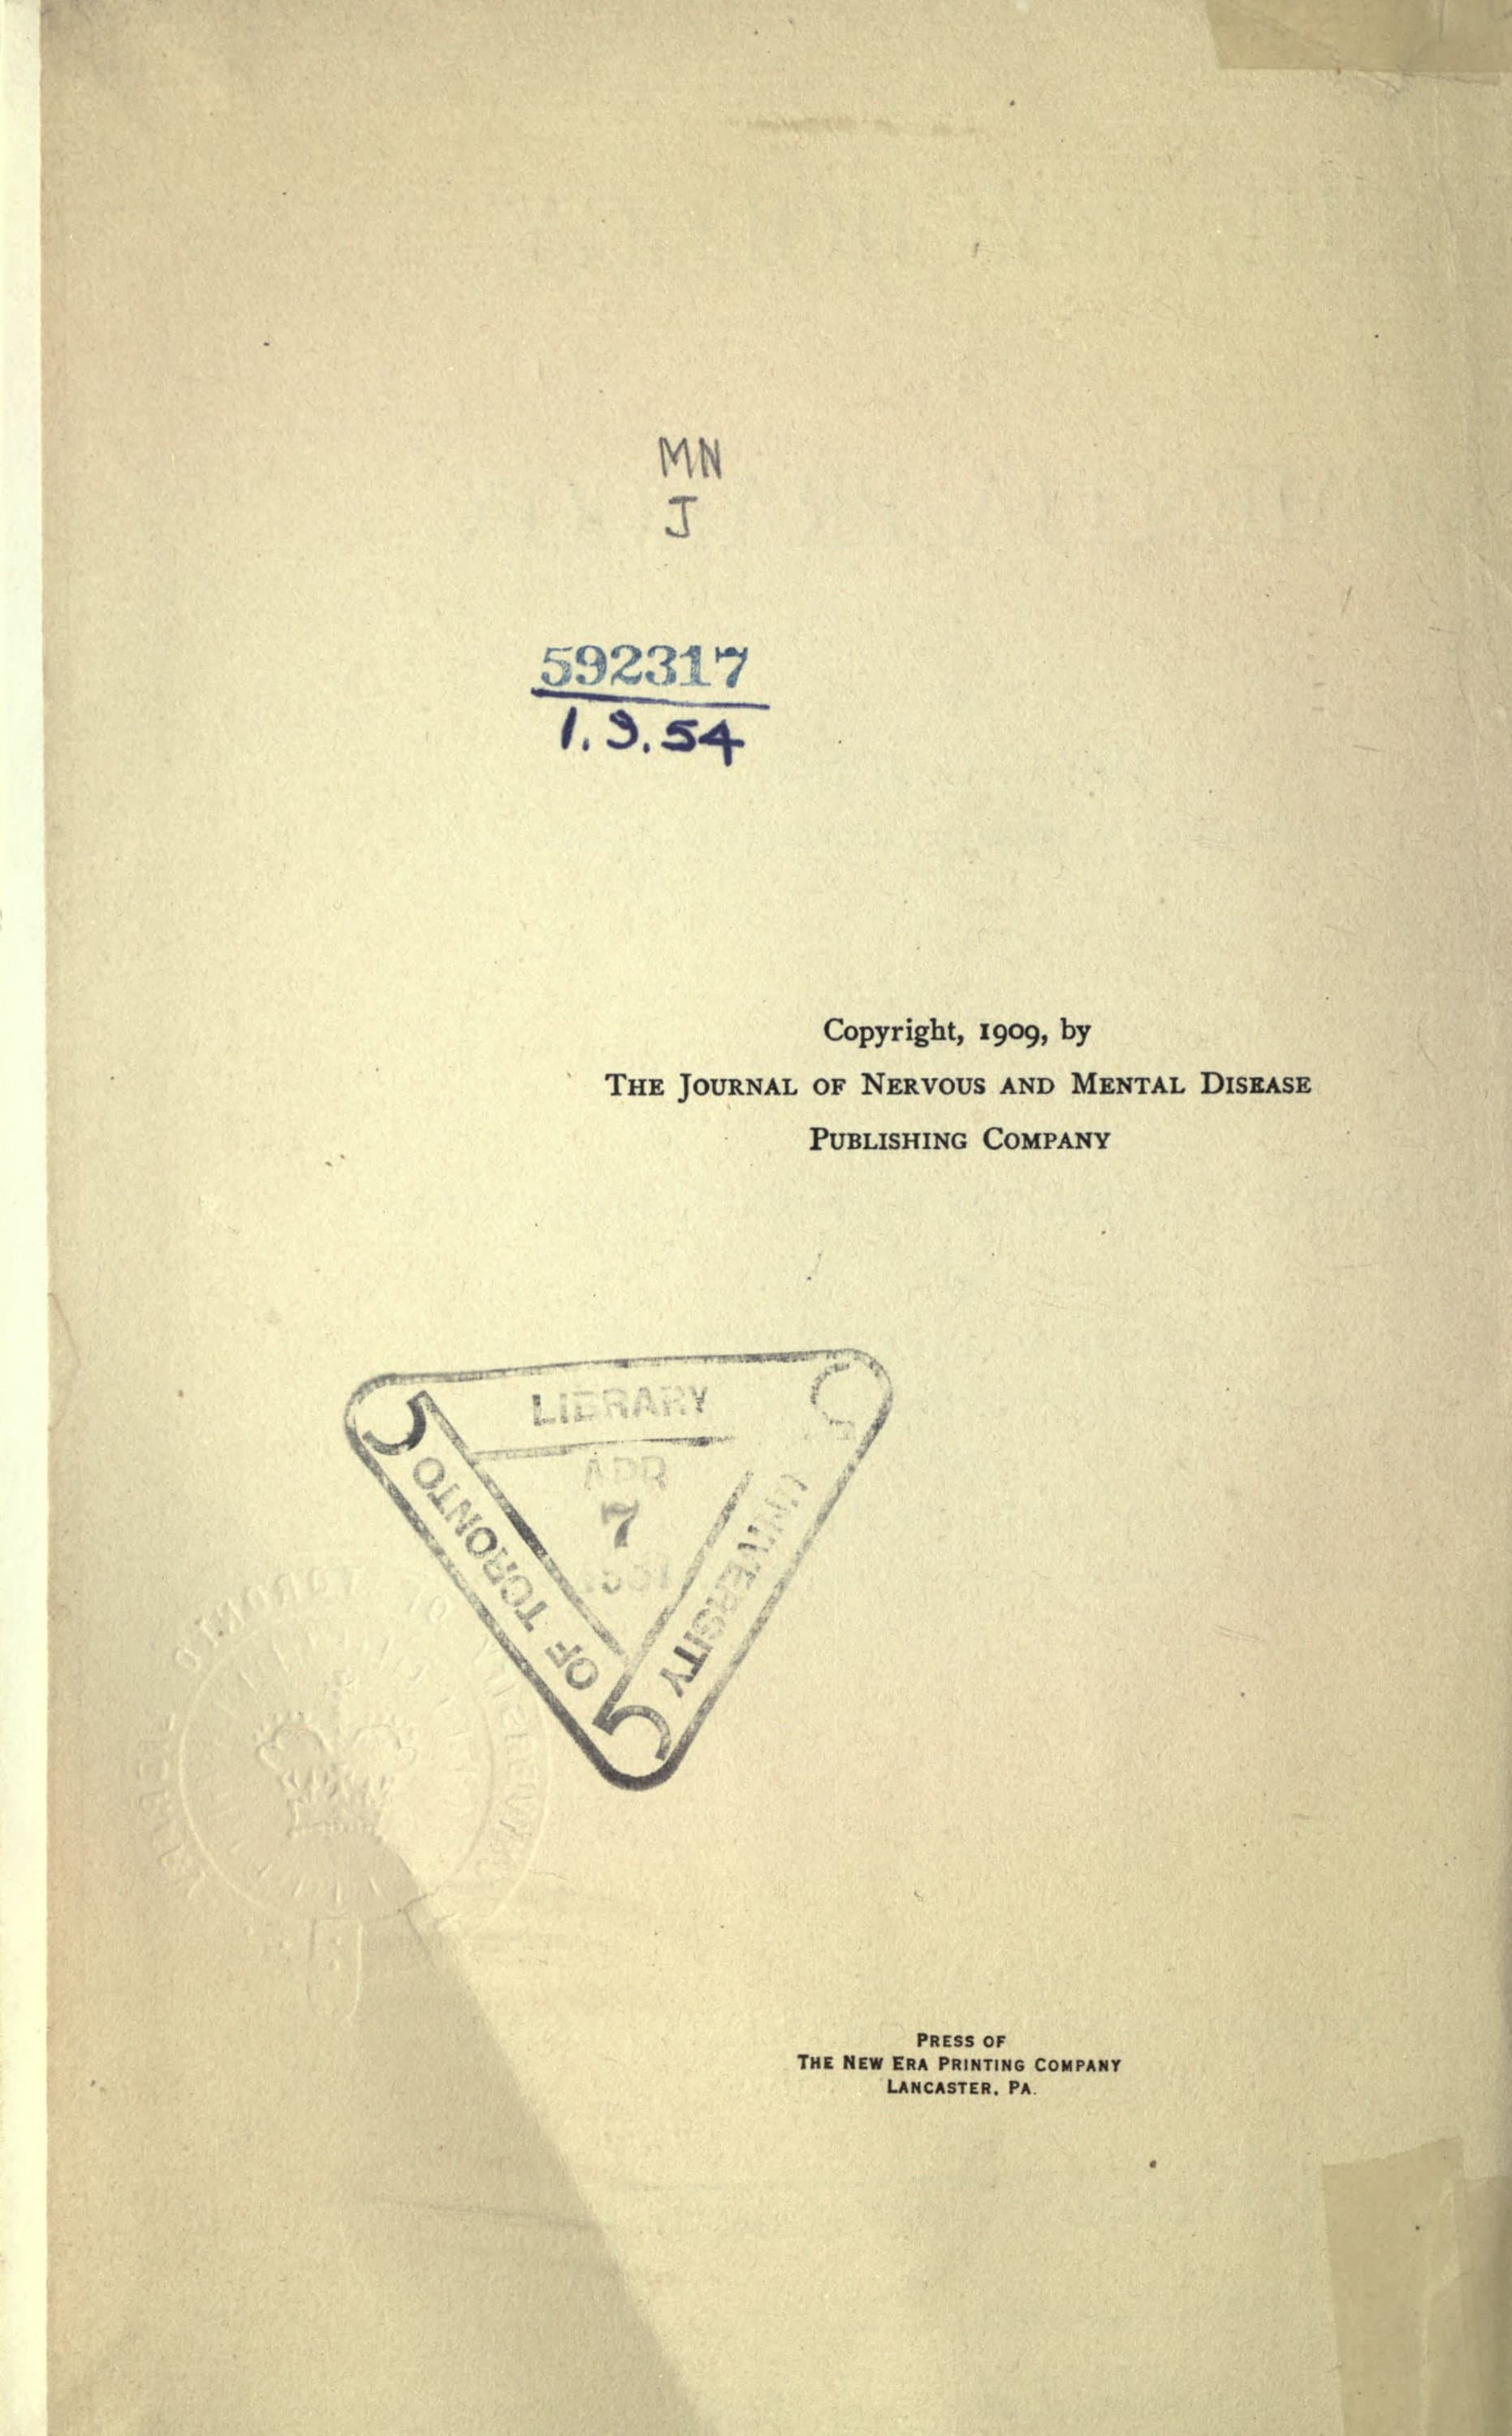 MN
J
592317
1.9.54
Copyright, 1909, by
THE JOURNAL OF NERVOUS AND MENTAL DISEASE
PUBLISHING COMPANY
LIBRARY
APR
7
UNIVERSITY
OF TORONTO
PRESS OF
THE NEW ERA PRINTING COMPANY
LANCASTER, PA.